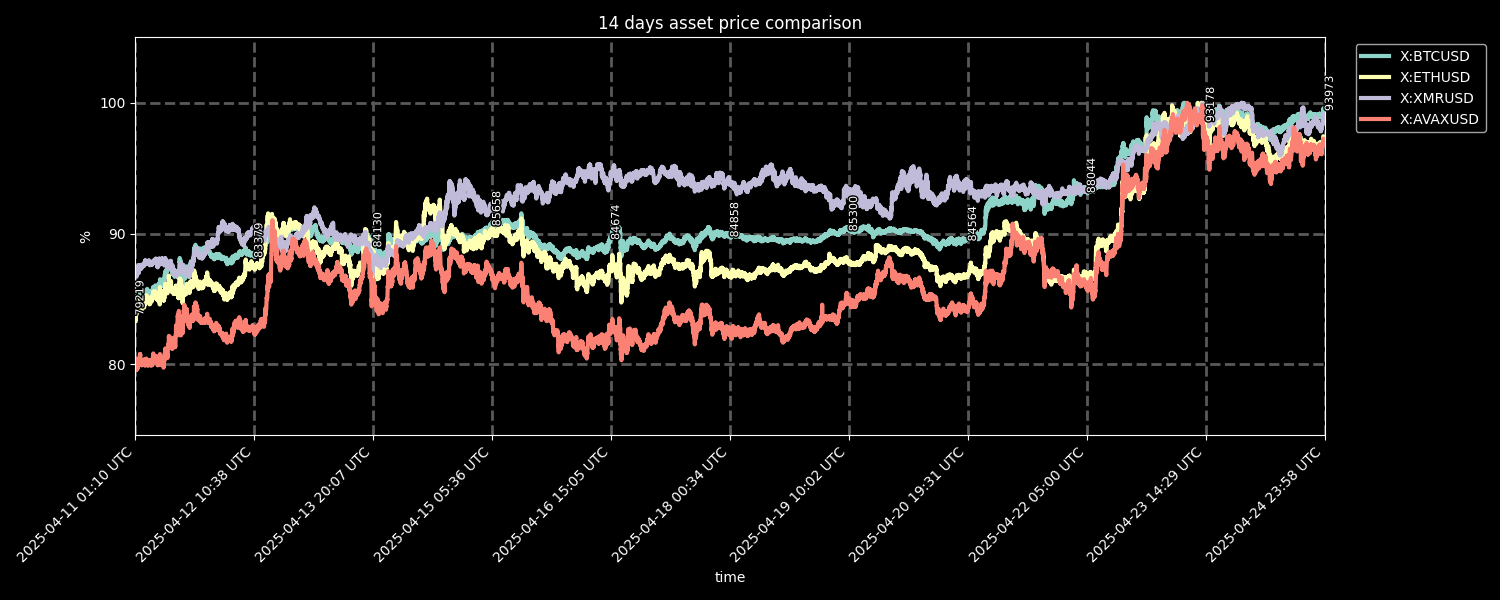 14 days asset price comparison
X:BTCUSD
X:ETHUSD
X:XMRUSD
X:AVAXUSD
%
100
90
80
79219
83379
84130
85658
84674
84858
85300
84564
88044
93178
93973
2025-04-11 01:10 UTC
2025-04-12 10:38 UTC
2025-04-13 20:07 UTC
2025-04-15 05:36 UTC
2025-04-16 15:05 UTC
2025-04-18 00:34 UTC
2025-04-19 10:02 UTC
2025-04-20 19:31 UTC
2025-04-22 05:00 UTC
2025-04-23 14:29 UTC
2025-04-24 23:58 UTC
time